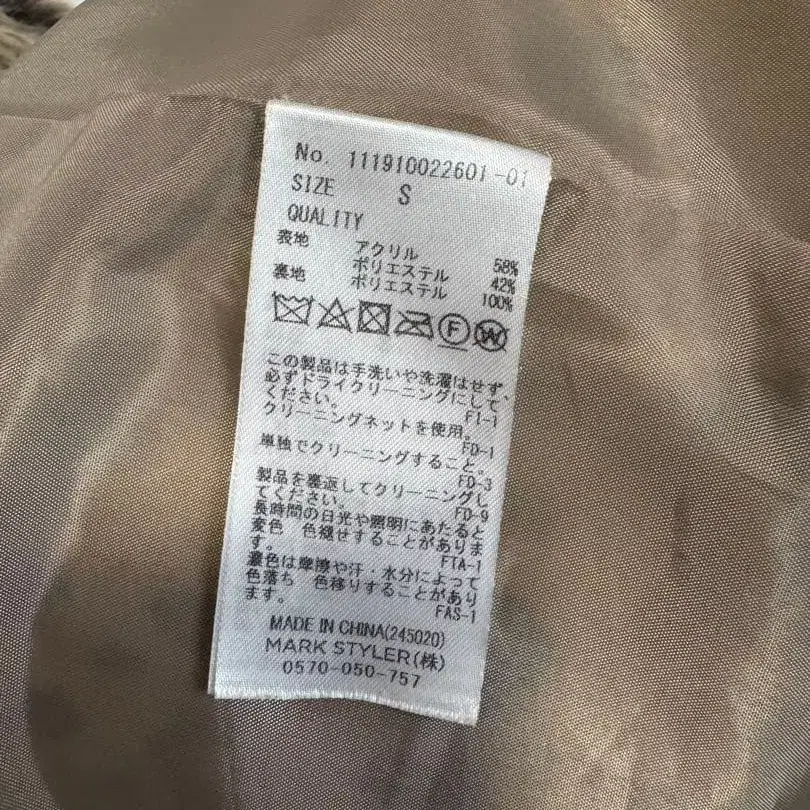 No. 111910022601-01
SIZE S
QUALITY
表地 アクリル 58%
ポリエステル 42%
裏地 ポリエステル 100%
F W
この製品は手洗いや洗濯はせず、
必ずドライクリーニングにして
ください。 F1-1
クリーニングネットを使用。
FD-1
単独でクリーニングすること。
FD-3
製品を裏返してクリーニングし
てください。 FD-9
長時間の日光や照明にあたると
変色 色褪せすることがありま
す。 FTA-1
濃色は摩擦や汗・水分によって
色落ち 色移りすることがあり
ます。 FAS-1
MADE IN CHINA(245020)
MARK STYLER(株)
0570-050-757